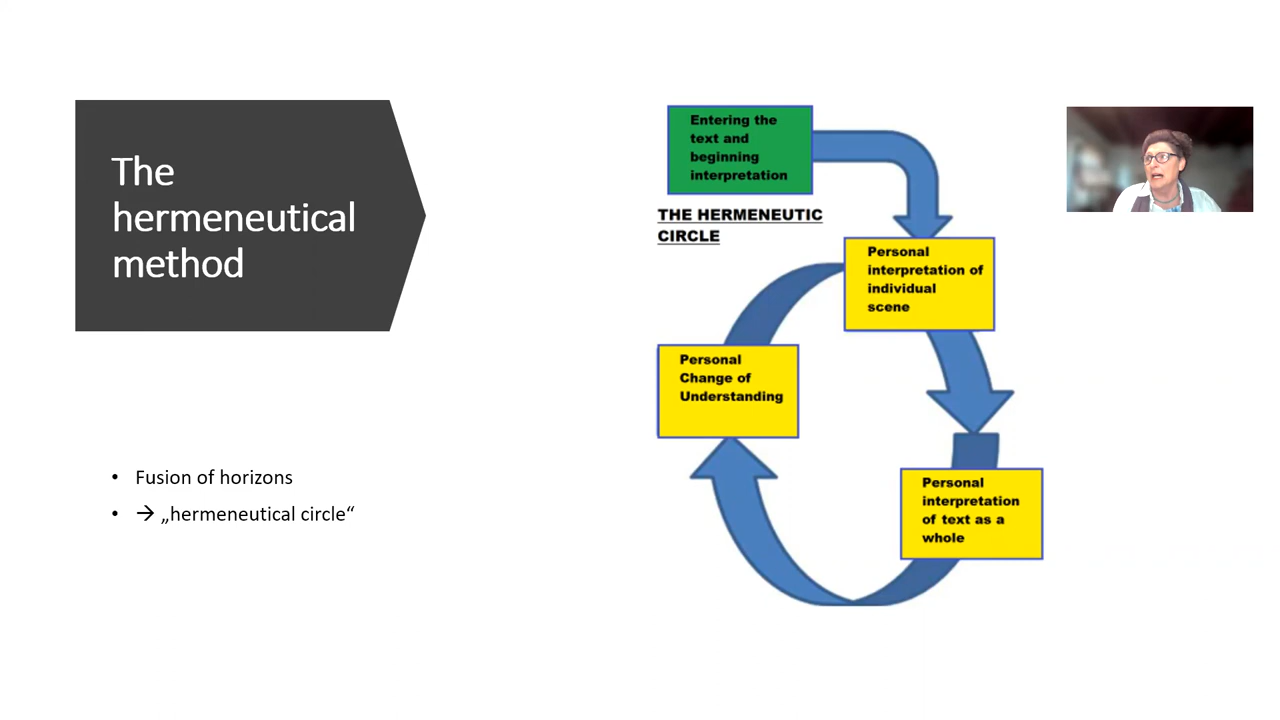 The
hermeneutical
method
• Fusion of horizons
• → „hermeneutical circle“
Entering the
text and
beginning
interpretation
THE HERMENEUTIC
CIRCLE
Personal
interpretation of
individual
scene
Personal
Change of
Understanding
Personal
interpretation
of text as a
whole